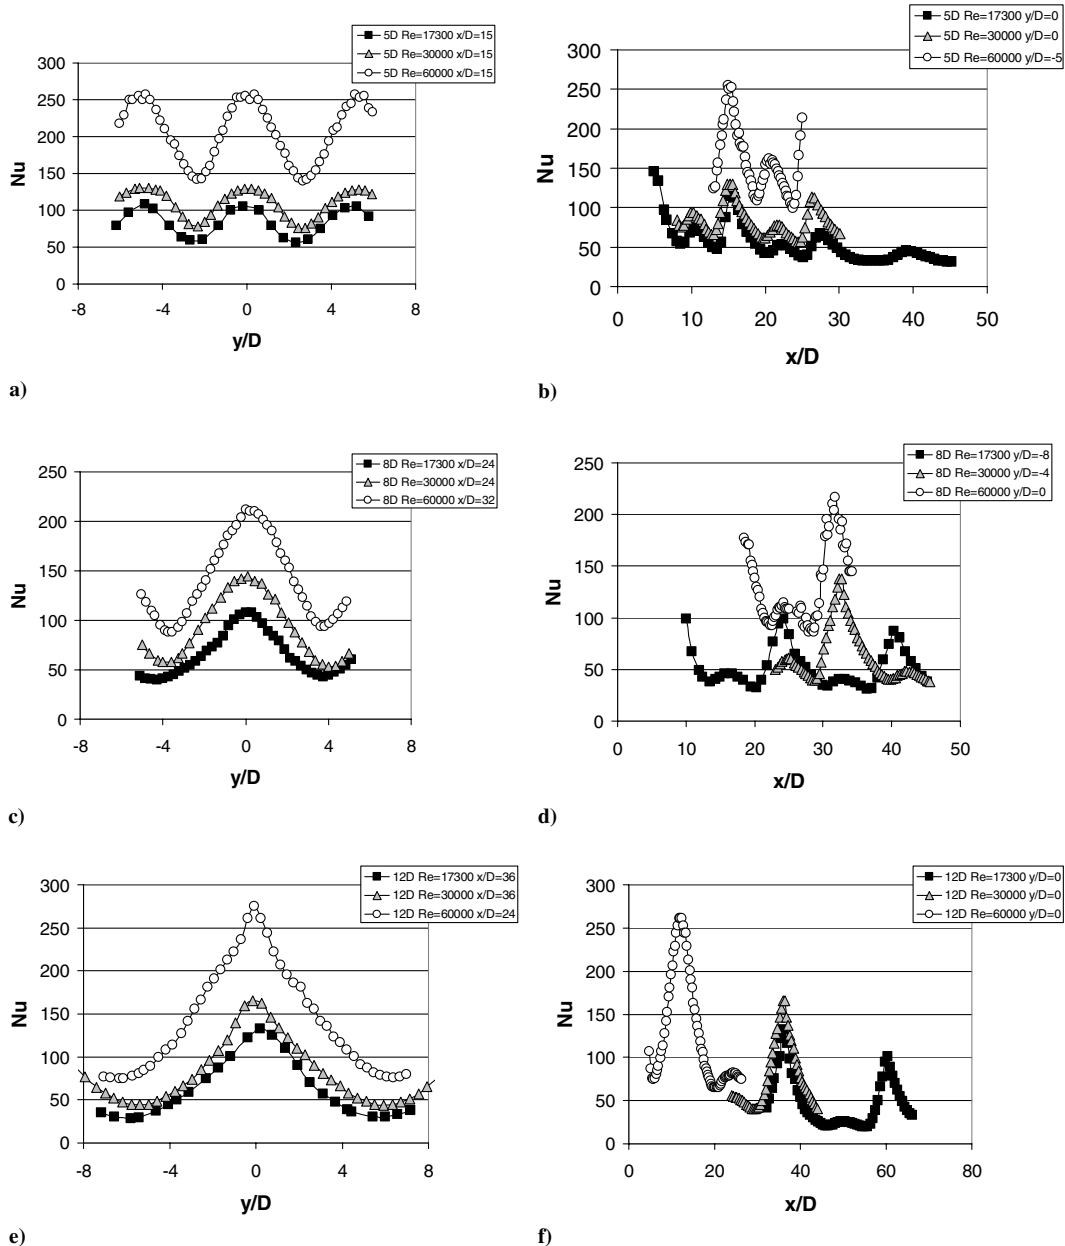 5D Re=17300 x/D=15
5D Re=30000 x/D=15
5D Re=60000 x/D=15
300
250
200
150
100
50
0
Nu
-8
-4
0
4
8
y/D
a)
5D Re=17300 y/D=0
5D Re=30000 y/D=0
5D Re=60000 y/D=-5
300
250
200
150
100
50
0
Nu
0
10
20
30
40
50
x/D
b)
8D Re=17300 x/D=24
8D Re=30000 x/D=24
8D Re=60000 x/D=32
250
200
150
100
50
0
Nu
-8
-4
0
4
8
y/D
c)
8D Re=17300 y/D=-8
8D Re=30000 y/D=-4
8D Re=60000 y/D=0
250
200
150
100
50
0
Nu
0
10
20
30
40
50
x/D
d)
12D Re=17300 x/D=36
12D Re=30000 x/D=36
12D Re=60000 x/D=24
300
250
200
150
100
50
0
Nu
-8
-4
0
4
8
y/D
e)
12D Re=17300 y/D=0
12D Re=30000 y/D=0
12D Re=60000 y/D=0
300
250
200
150
100
50
0
Nu
0
20
40
60
80
x/D
f)